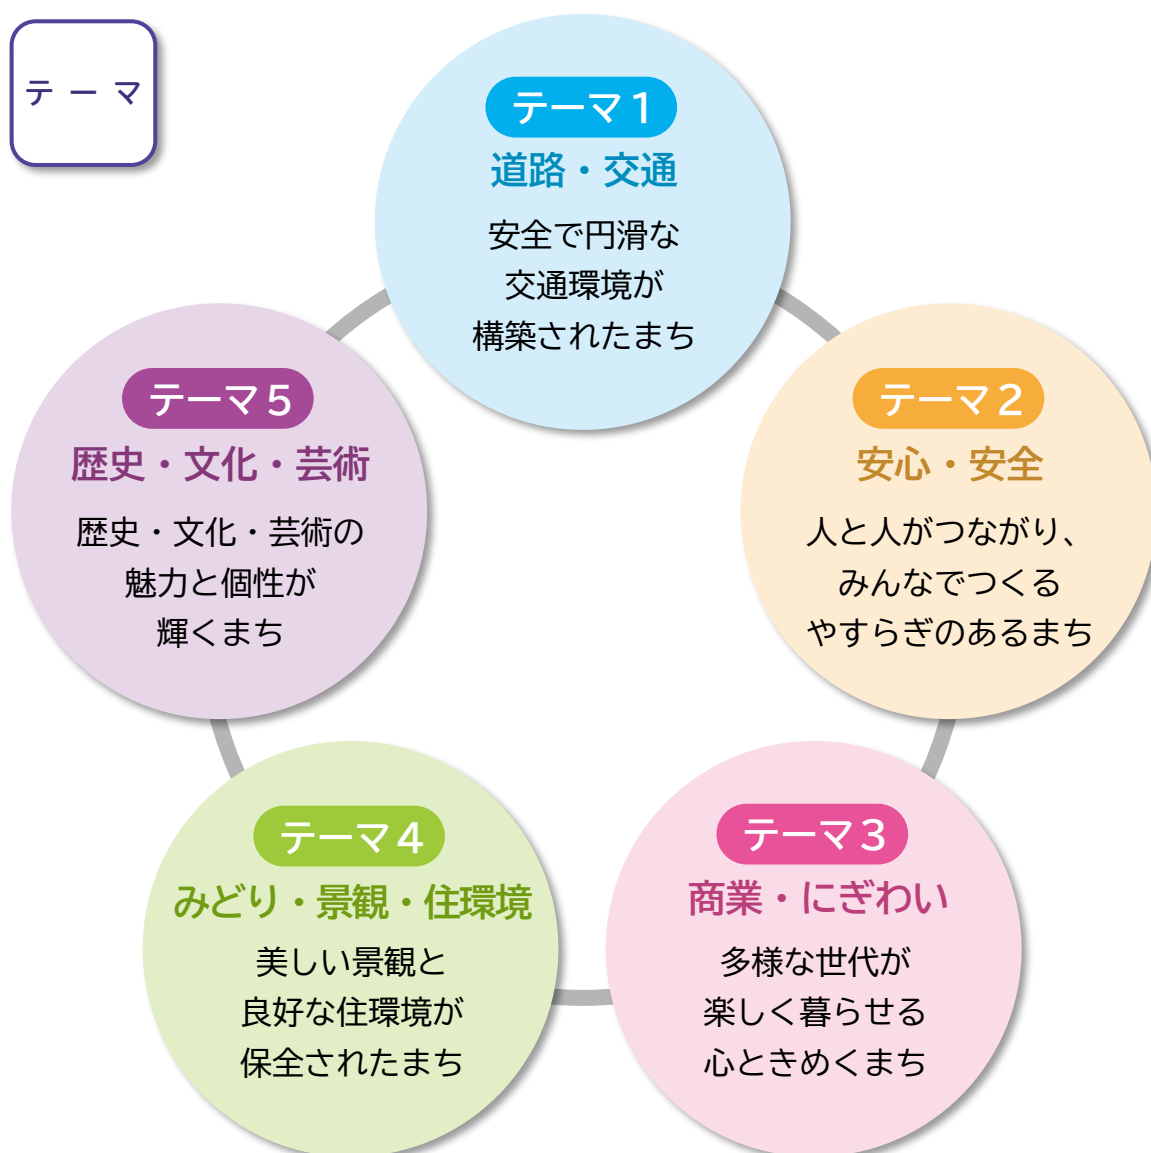 テーマ
テーマ１
道路・交通
安全で円滑な
交通環境が
構築されたまち
テーマ２
安心・安全
人と人がつながり、
みんなでつくる
やすらぎのあるまち
テーマ３
商業・にぎわい
多様な世代が
楽しく暮らせる
心ときめくまち
テーマ４
みどり・景観・住環境
美しい景観と
良好な住環境が
保全されたまち
テーマ５
歴史・文化・芸術
歴史・文化・芸術の
魅力と個性が
輝くまち